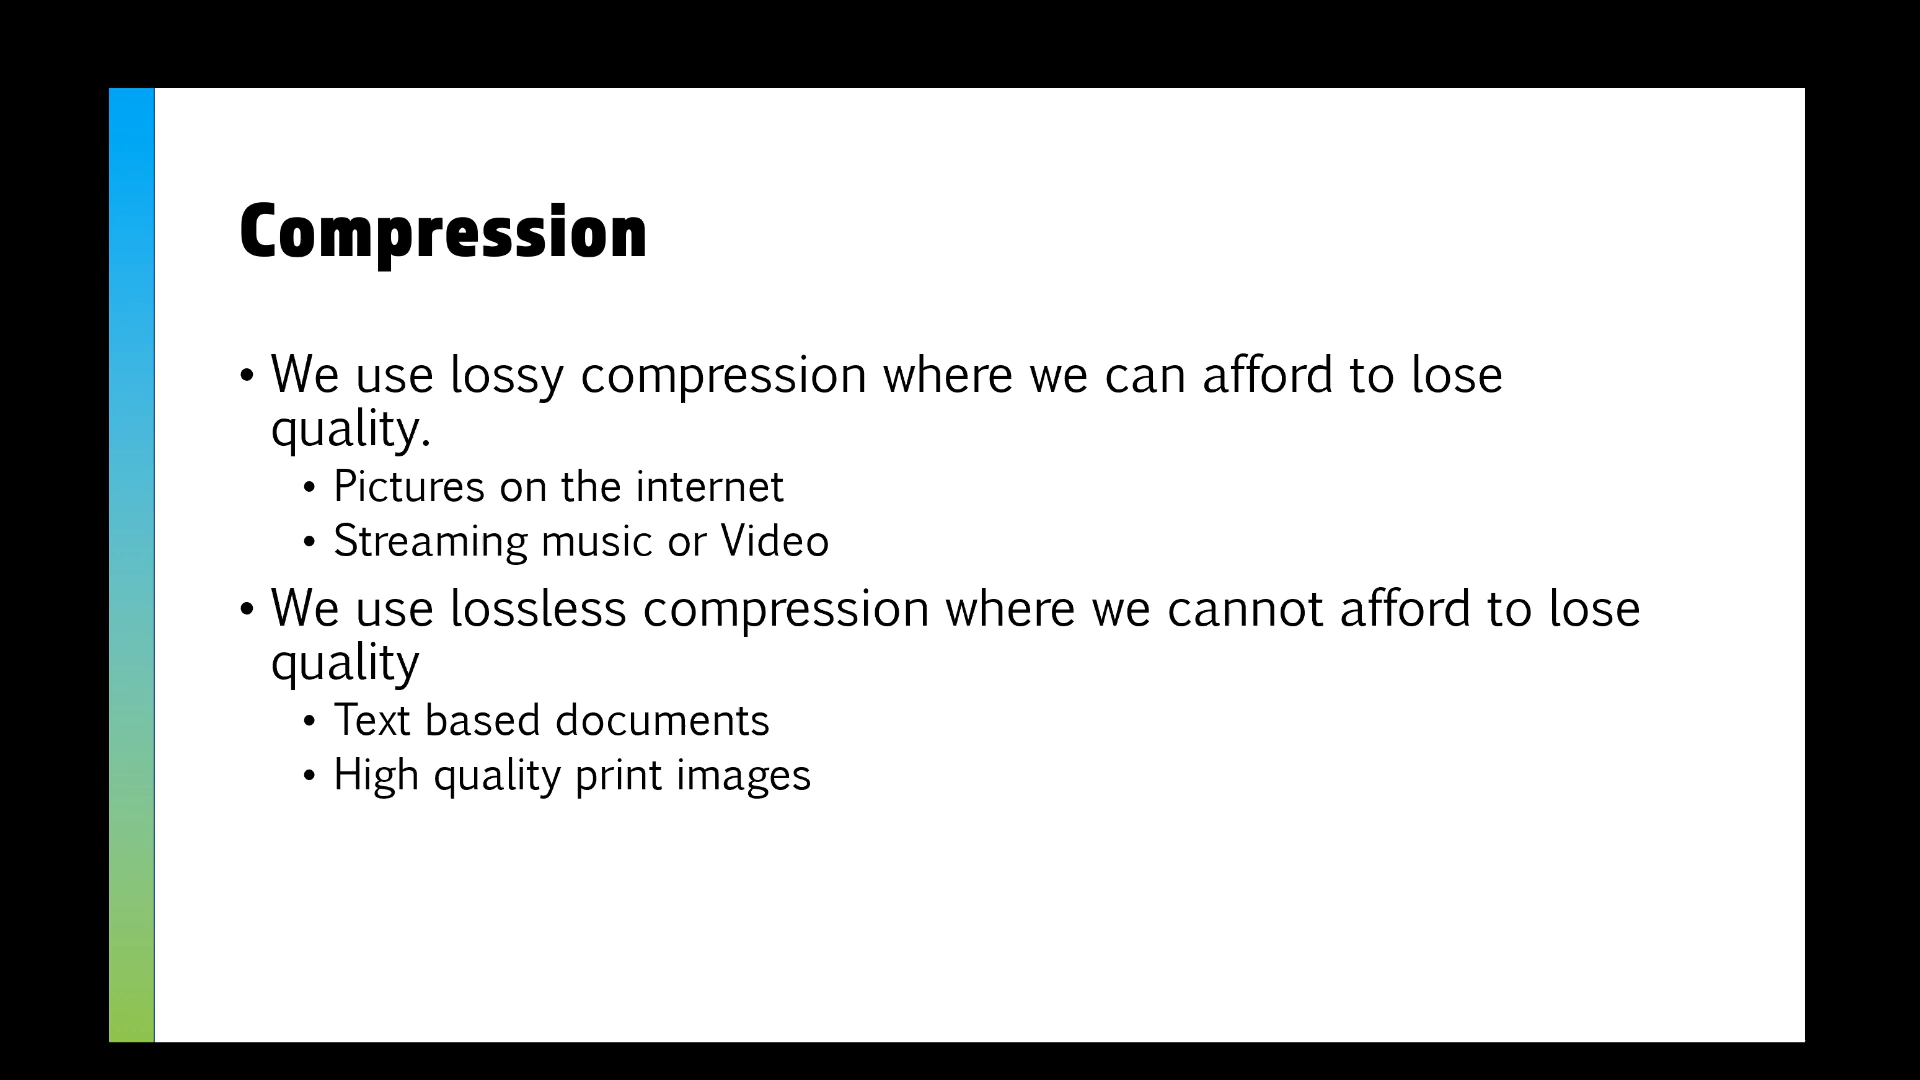 Compression
• We use lossy compression where we can afford to lose
quality.
• Pictures on the internet
• Streaming music or Video
• We use lossless compression where we cannot afford to lose
quality
• Text based documents
• High quality print images